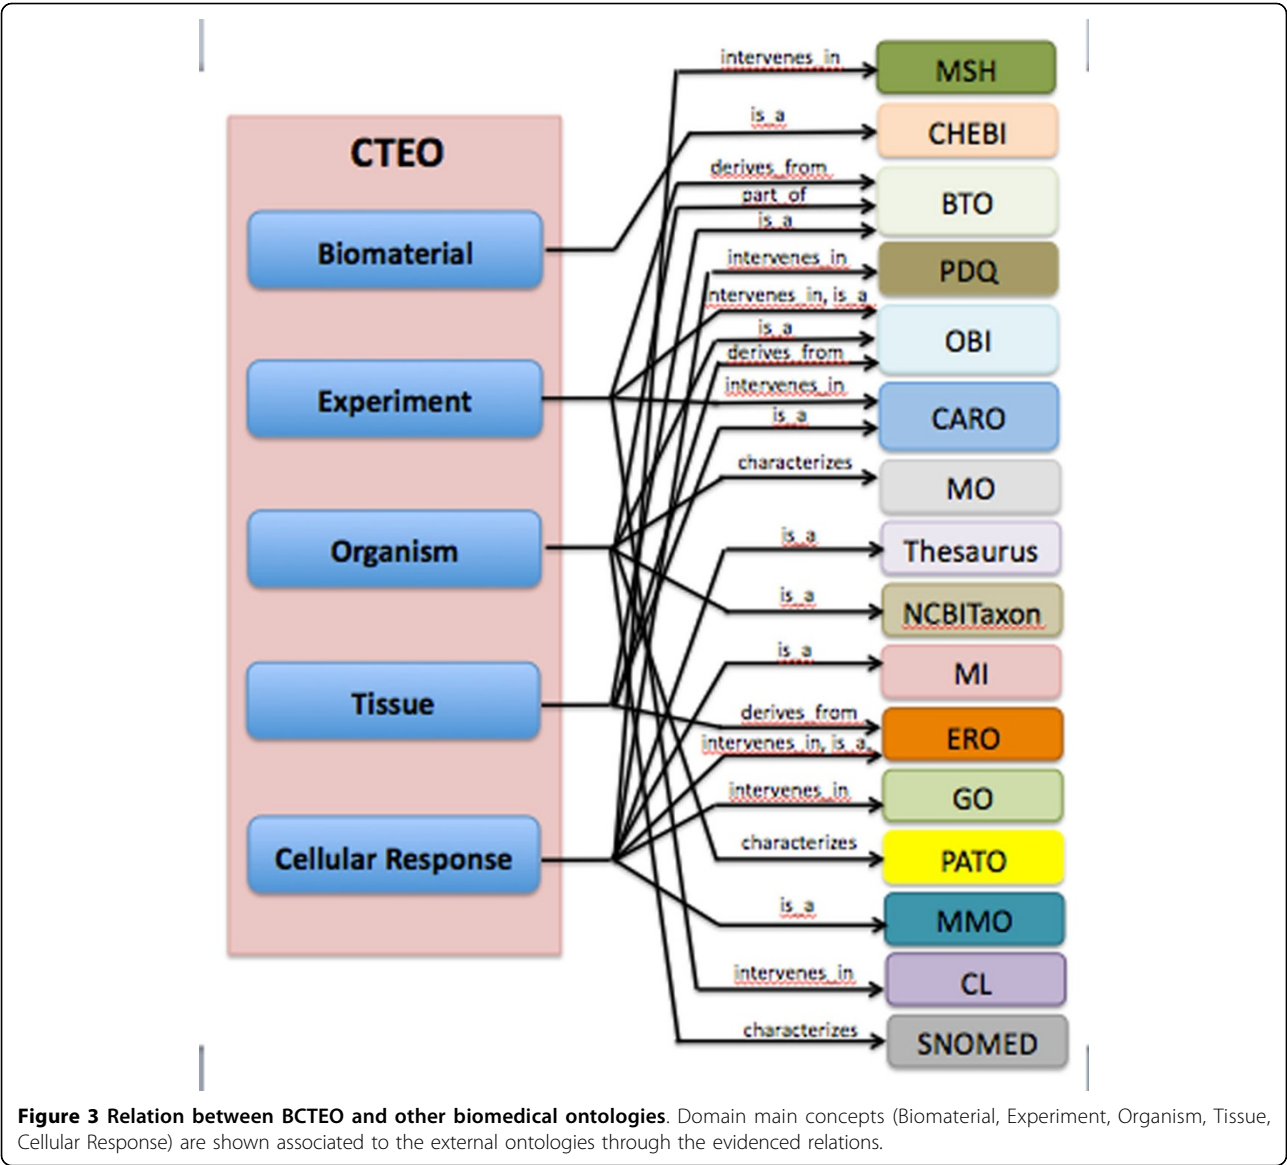 intervenes_in
MSH
is_a
CHEBI
CTEO
derives_from
part_of
BTO
is_a
Biomaterial
intervenes_in
PDQ
ntervenes_in, is_a
is_a
OBI
derives_from
intervenes_in
Experiment
CARO
is_a
characterizes
MO
is_a
Thesaurus
Organism
is_a
NCBITaxon
is_a
MI
Tissue
derives_from
ERO
intervenes_in, is_a,
intervenes_in
GO
characterizes
PATO
Cellular Response
is_a
MMO
intervenes_in
CL
characterizes
SNOMED
Figure 3 Relation between BCTEO and other biomedical ontologies. Domain main concepts (Biomaterial, Experiment, Organism, Tissue,
Cellular Response) are shown associated to the external ontologies through the evidenced relations.